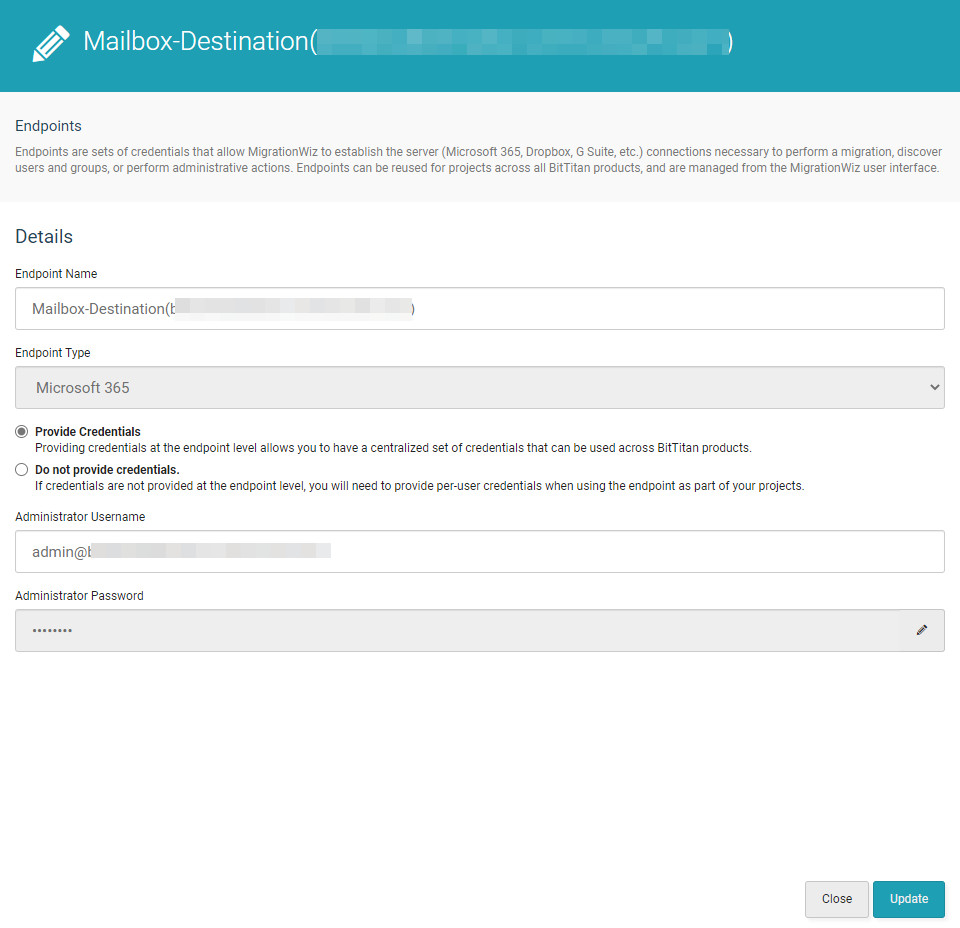 Mailbox-Destination( )
Endpoints
Endpoints are sets of credentials that allow MigrationWiz to establish the server (Microsoft 365, Dropbox, G Suite, etc.) connections necessary to perform a migration, discover
users and groups, or perform administrative actions. Endpoints can be reused for projects across all BitTitan products, and are managed from the MigrationWiz user interface.
Details
Endpoint Name
Mailbox-Destination( )
Endpoint Type
Microsoft 365
Provide Credentials
Providing credentials at the endpoint level allows you to have a centralized set of credentials that can be used across BitTitan products.
Do not provide credentials.
If credentials are not provided at the endpoint level, you will need to provide per-user credentials when using the endpoint as part of your projects.
Administrator Username
admin@
Administrator Password
••••••••
Close Update